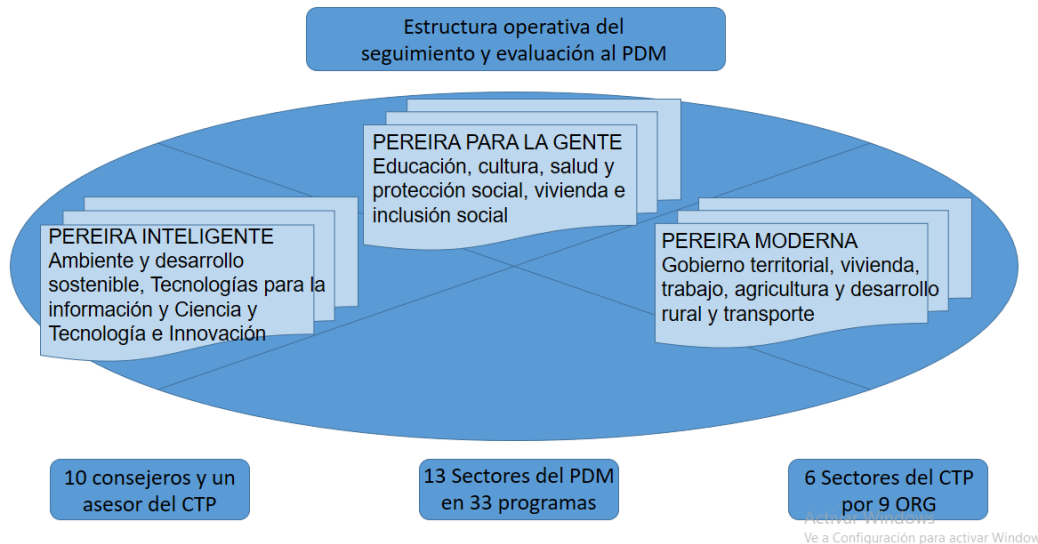 Estructura operativa del
seguimiento y evaluación al PDM
PEREIRA PARA LA GENTE
Educación, cultura, salud y
protección social, vivienda e
inclusión social
PEREIRA INTELIGENTE
Ambiente y desarrollo
sostenible, Tecnologías para la
información y Ciencia y
Tecnología e Innovación
PEREIRA MODERNA
Gobierno territorial, vivienda,
trabajo, agricultura y desarrollo
rural y transporte
10 consejeros y un
asesor del CTP
13 Sectores del PDM
en 33 programas
6 Sectores del CTP
por 9 ORG
Activar Windows
Ve a Configuración para activar Window